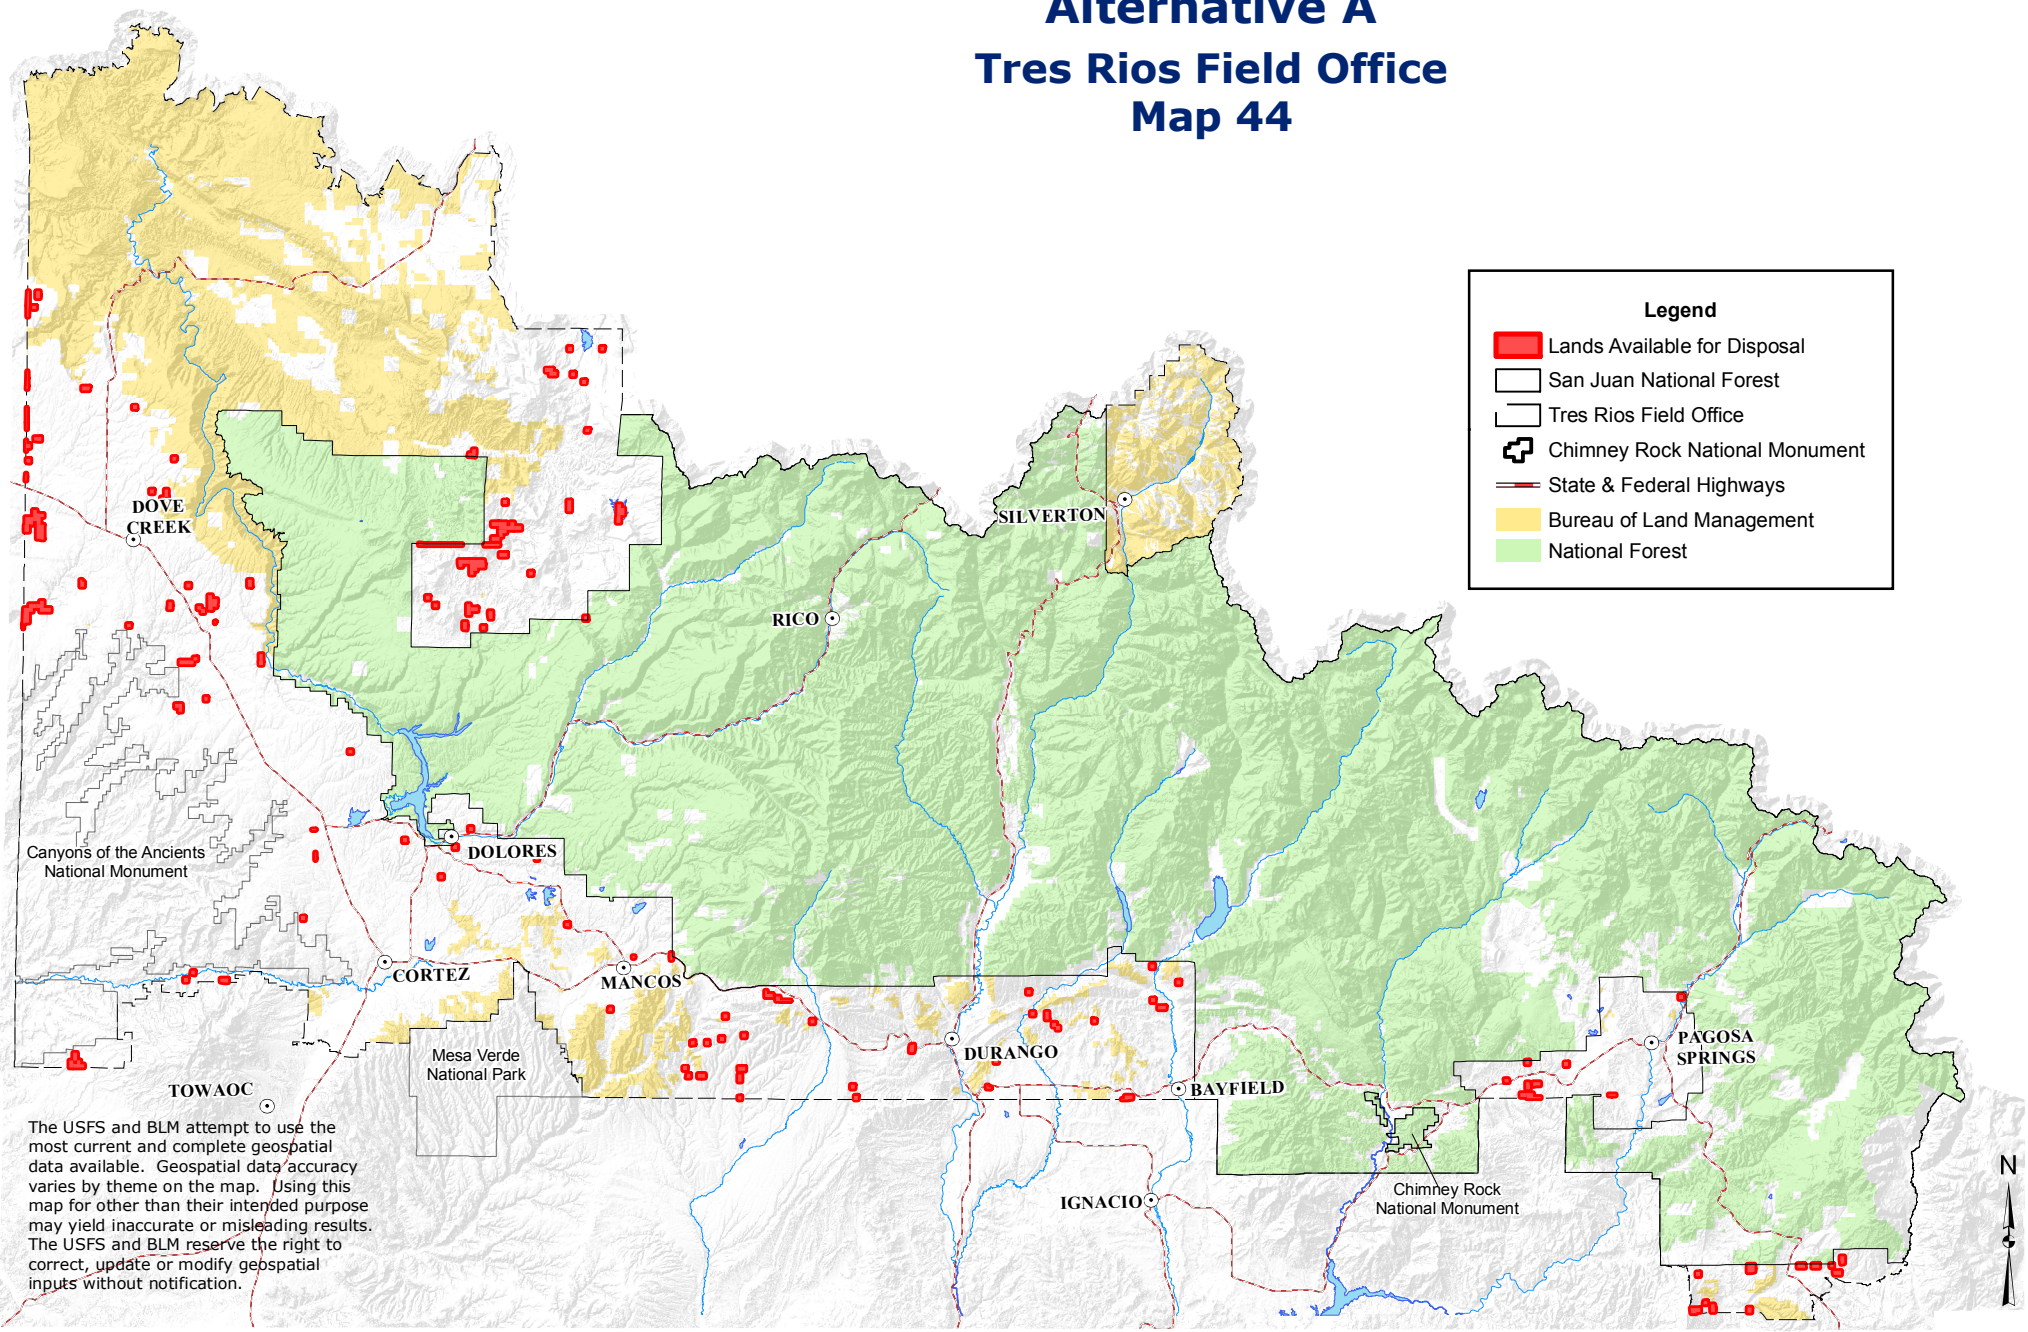 Alternative A
Tres Rios Field Office
Map 44
Legend
Lands Available for Disposal
San Juan National Forest
Tres Rios Field Office
Chimney Rock National Monument
State & Federal Highways
Bureau of Land Management
National Forest
DOVE
CREEK
SILVERTON
RICO
DOLORES
Canyons of the Ancients
National Monument
CORTEZ
MANCOS
Mesa Verde
National Park
DURANGO
PAGOSA
SPRINGS
TOWAOC
BAYFIELD
IGNACIO
Chimney Rock
National Monument
The USFS and BLM attempt to use the
most current and complete geospatial
data available.  Geospatial data accuracy
varies by theme on the map.  Using this
map for other than their intended purpose
may yield inaccurate or misleading results.
The USFS and BLM reserve the right to
correct, update or modify geospatial
inputs without notification.
N